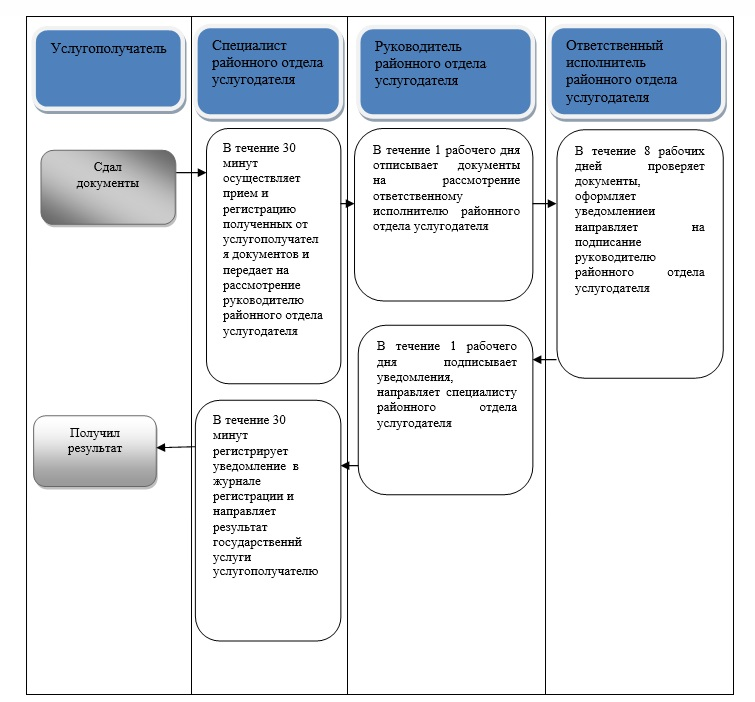 Услугополучатель
Специалист
районного отдела
услугодателя
Руководитель
районного отдела
услугодателя
Ответственный
исполнитель
районного отдела
услугодателя
Сдал
документы
В течение 30
минут
осуществляет
прием и
регистрацию
полученных от
услугополучател
я документов и
передает на
рассмотрение
руководителю
районного отдела
услугодателя
В течение 1 рабочего дня
отписывает документы
на рассмотрение
ответственному
исполнителю районного
отдела услугодателя
В течение 8 рабочих
дней проверяет
документы,
оформляет
уведомлениеи
направляет на
подписание
руководителю
районного отдела
услугодателя
В течение 1 рабочего
дня подписывает
уведомления,
направляет специалисту
районного отдела
услугодателя
В течение 30
минут
регистрирует
уведомление в
журнале
регистрации и
направляет
результат
государственнй
услуги
услугополучателю
Получил
результат